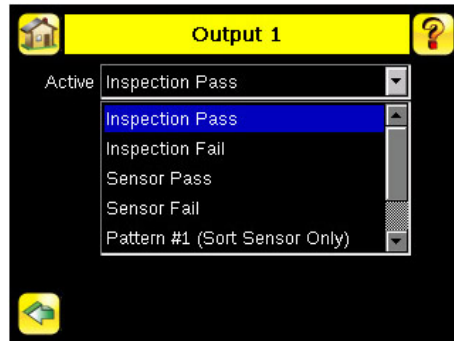 Output 1
Active Inspection Pass
Inspection Pass
Inspection Fail
Sensor Pass
Sensor Fail
Pattern #1 (Sort Sensor Only)